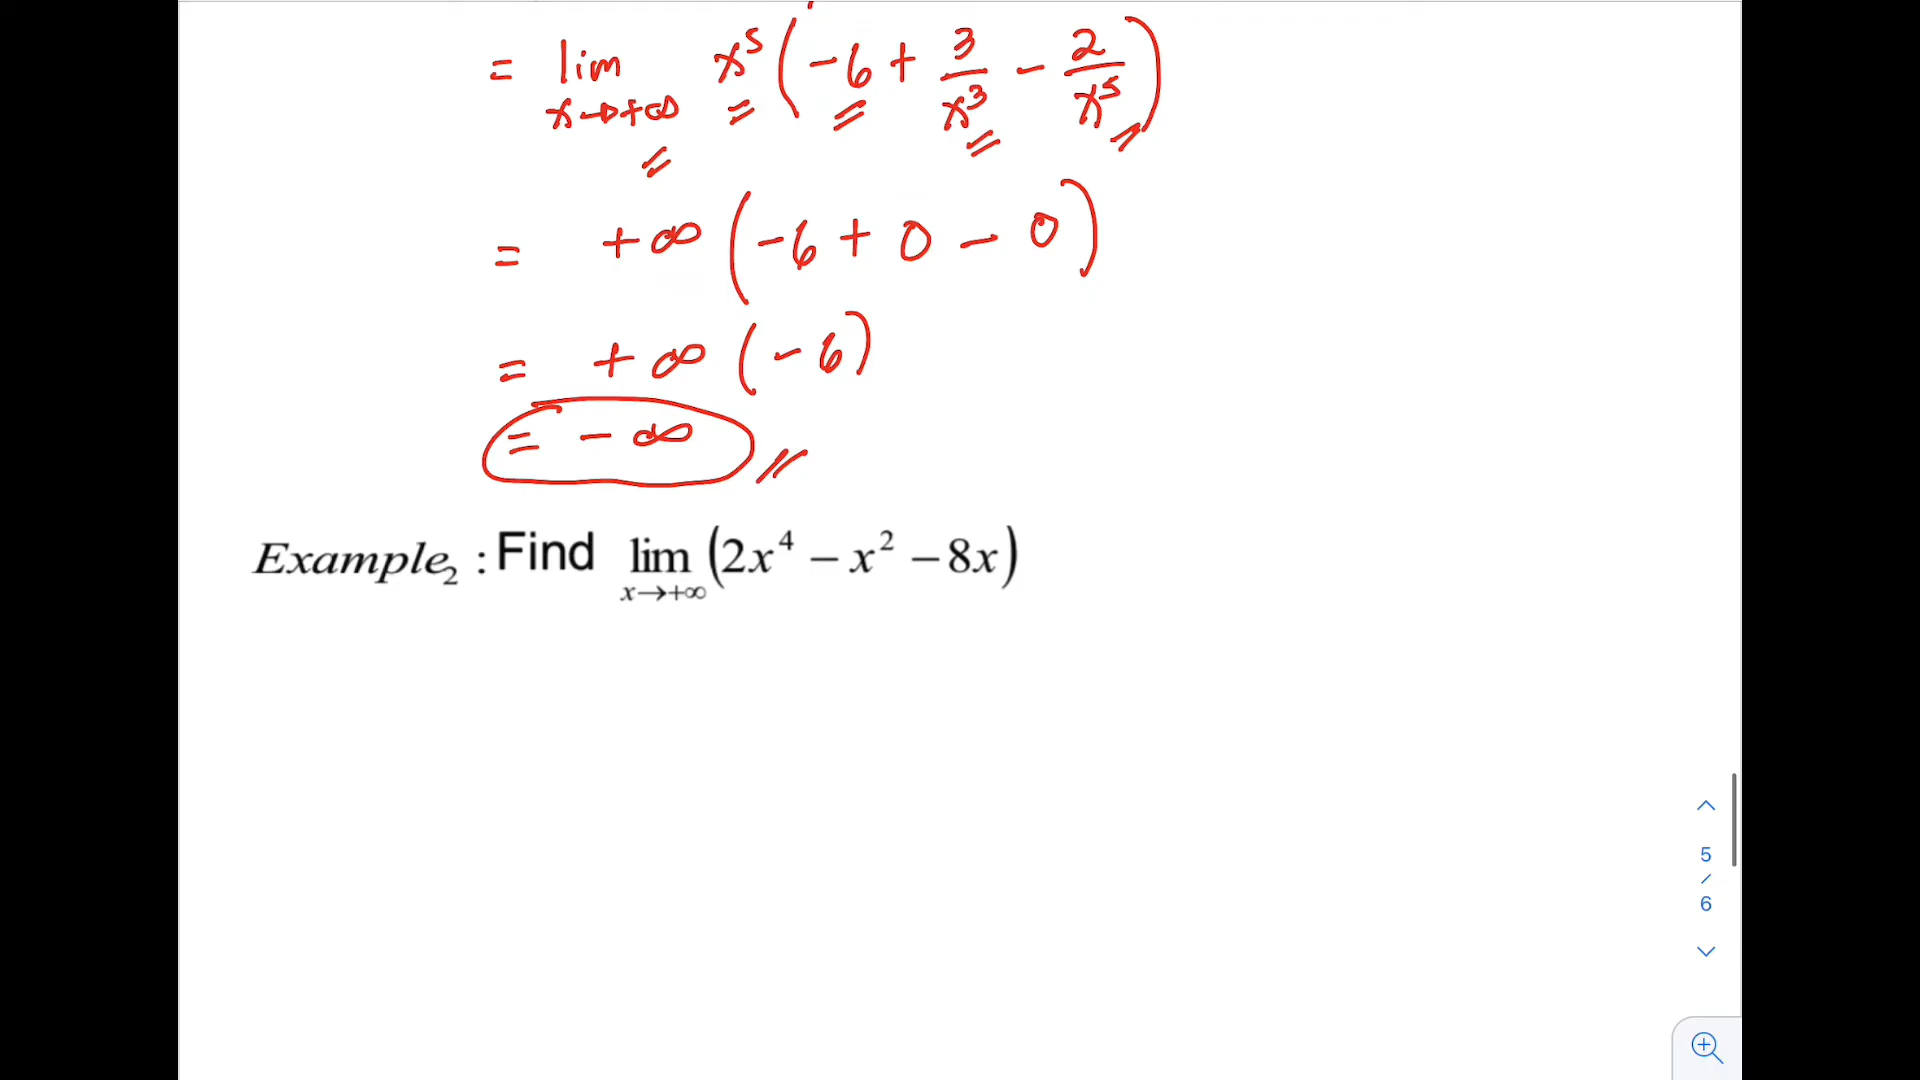 = lim x→+∞ x⁵ (-6 + 3/x³ - 2/x⁵)
= +∞ (-6 + 0 - 0)
= +∞ (-6)
= -∞
Example₂ : Find lim x→+∞ (2x⁴ – x² – 8x)
5
/
6